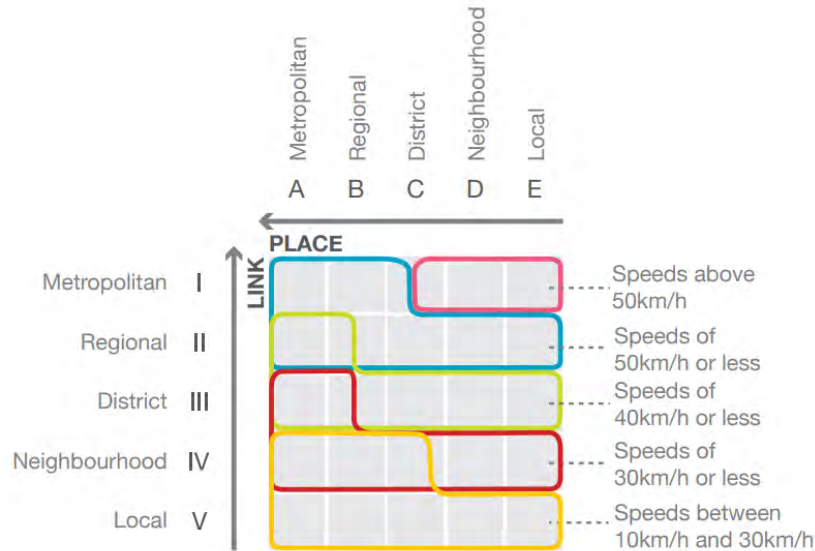 Metropolitan
Regional
District
Neighbourhood
Local
A B C D E
PLACE
LINK
Metropolitan I
Speeds above
50km/h
Regional II
Speeds of
50km/h or less
District III
Speeds of
40km/h or less
Neighbourhood IV
Speeds of
30km/h or less
Local V
Speeds between
10km/h and 30km/h